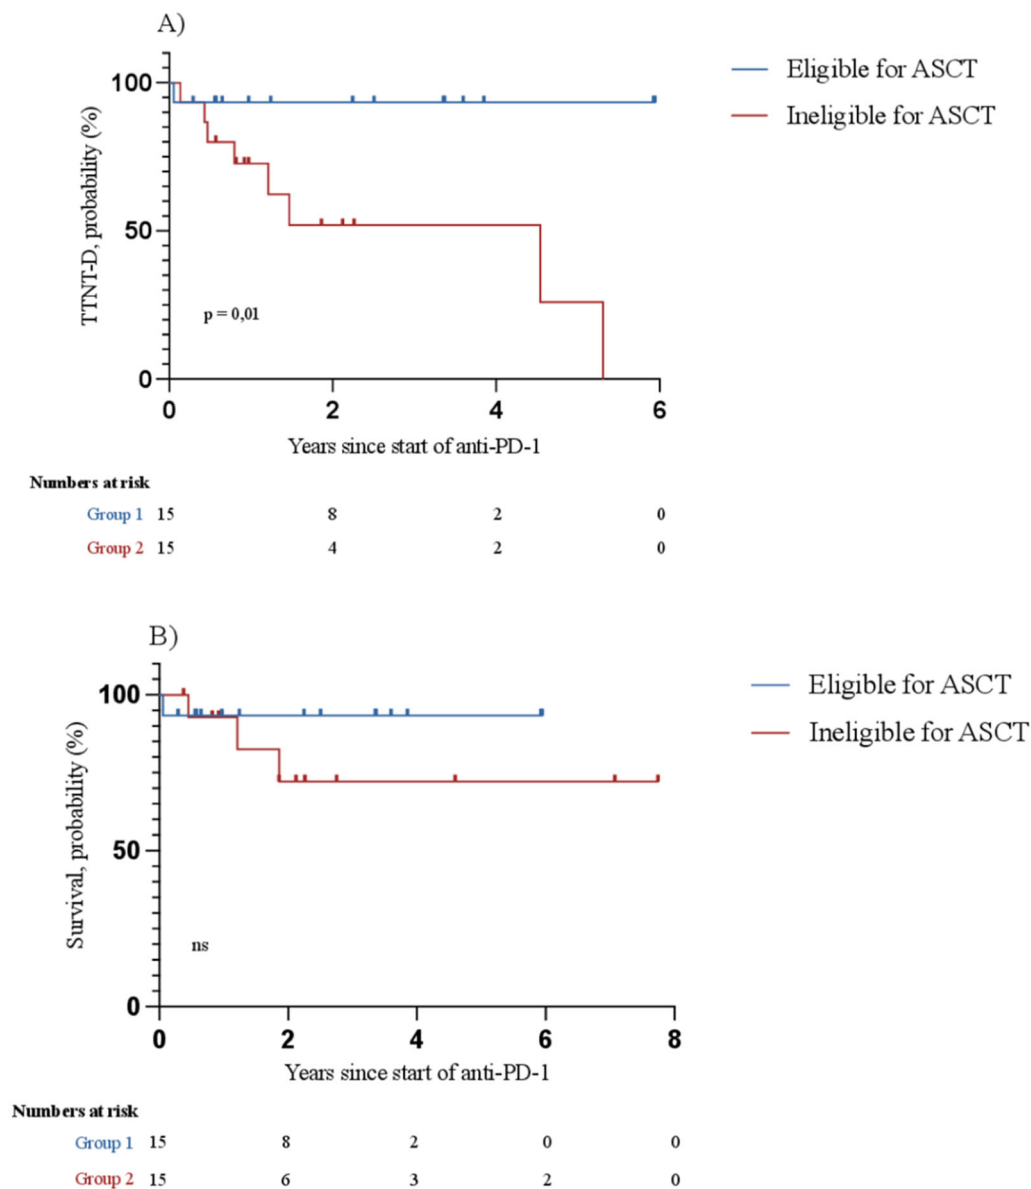 A)
100
50
0
TTNT-D, probability (%)
p = 0,01
0 2 4 6
Years since start of anti-PD-1
Eligible for ASCT
Ineligible for ASCT
Numbers at risk
Group 1 15 8 2 0
Group 2 15 4 2 0
B)
100
50
0
Survival, probability (%)
ns
0 2 4 6 8
Years since start of anti-PD-1
Eligible for ASCT
Ineligible for ASCT
Numbers at risk
Group 1 15 8 2 0 0
Group 2 15 6 3 2 0